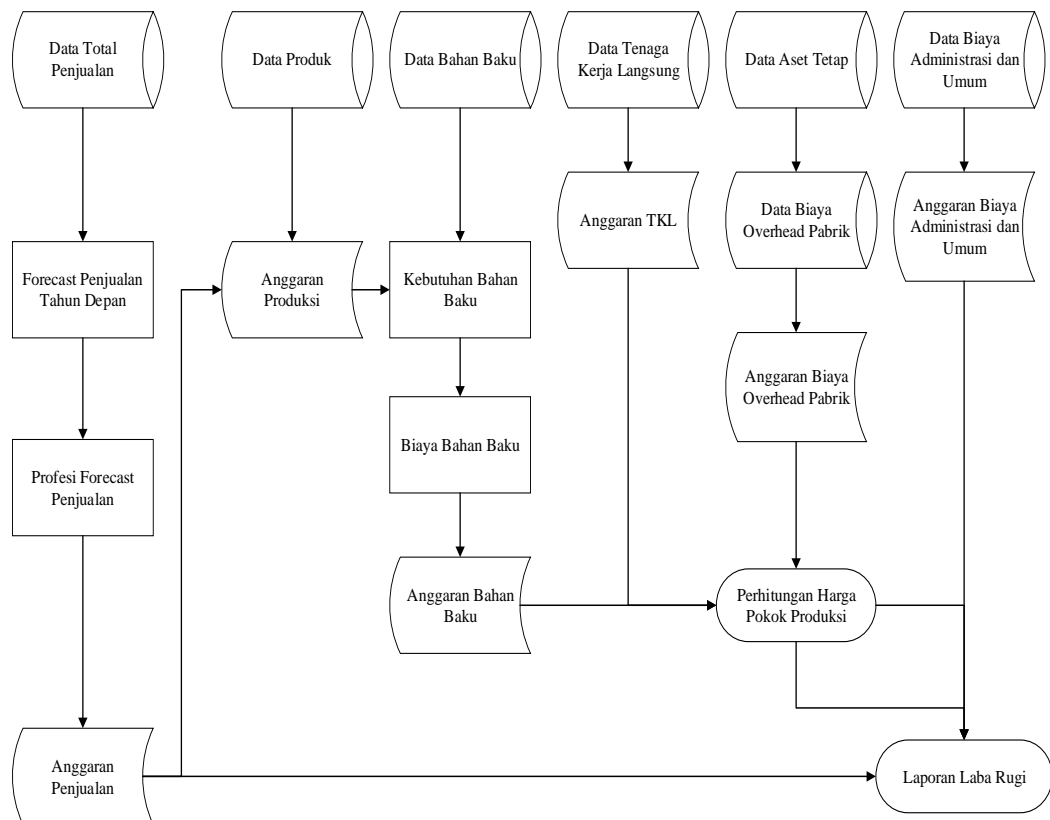 Data Total
Penjualan
Data Produk
Data Bahan Baku
Data Tenaga
Kerja Langsung
Data Aset Tetap
Data Biaya
Administrasi dan
Umum
Anggaran TKL
Data Biaya
Overhead Pabrik
Anggaran Biaya
Administrasi dan
Umum
Forecast Penjualan
Tahun Depan
Anggaran
Produksi
Kebutuhan Bahan
Baku
Anggaran Biaya
Overhead Pabrik
Biaya Bahan Baku
Profesi Forecast
Penjualan
Anggaran Bahan
Baku
Perhitungan Harga
Pokok Produksi
Anggaran
Penjualan
Laporan Laba Rugi